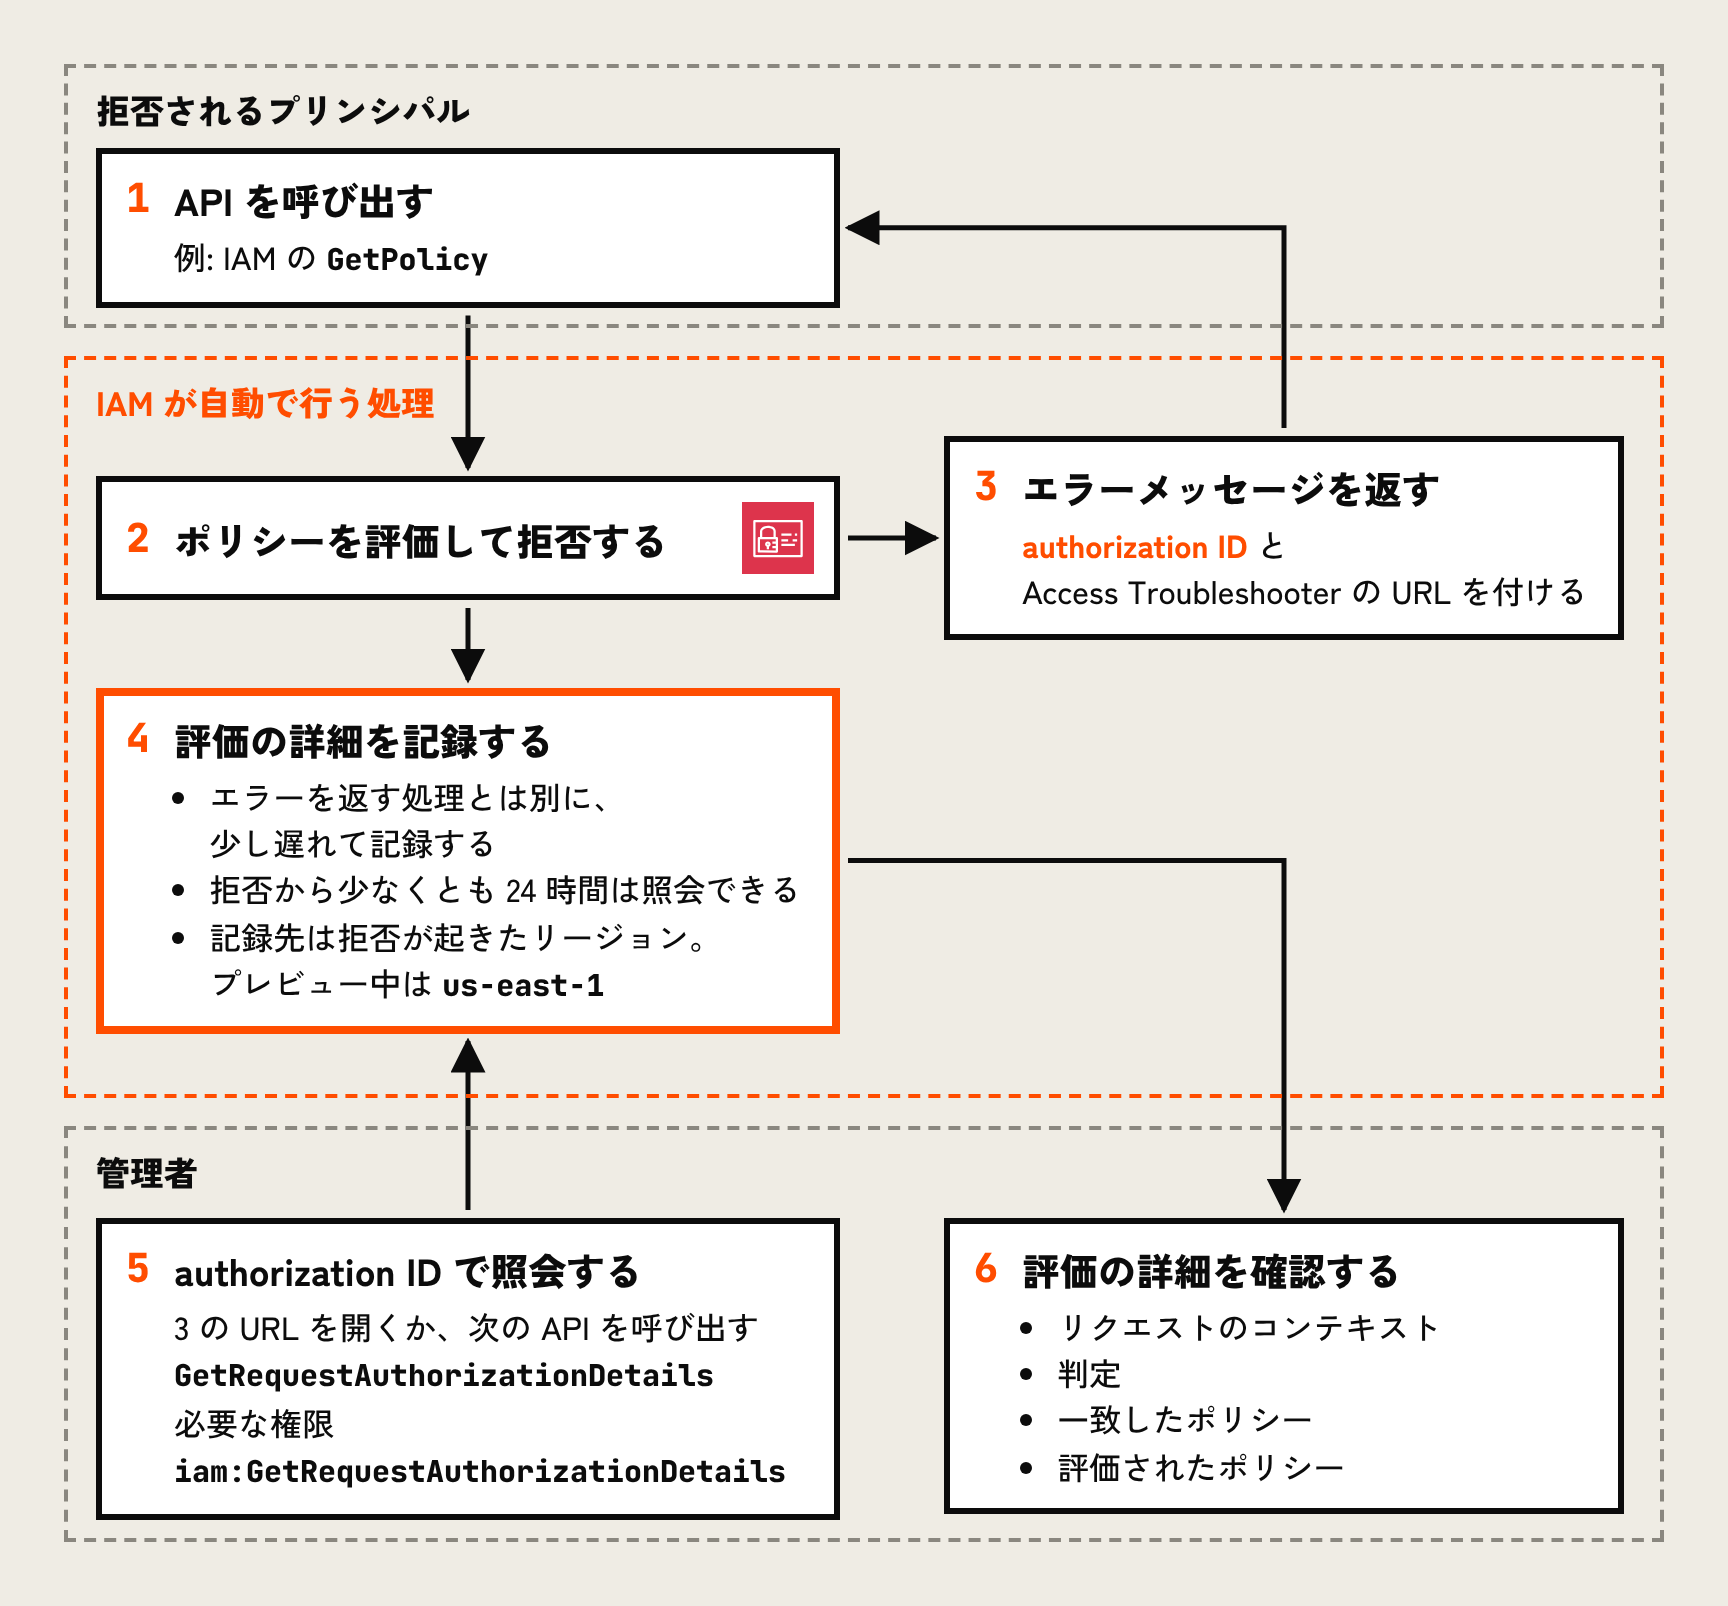 拒否されるプリンシパル
1 API を呼び出す
例: IAM の GetPolicy
IAM が自動で行う処理
2 ポリシーを評価して拒否する
3 エラーメッセージを返す
authorization ID と
Access Troubleshooter の URL を付ける
4 評価の詳細を記録する
• エラーを返す処理とは別に、
少し遅れて記録する
• 拒否から少なくとも 24 時間は照会できる
• 記録先は拒否が起きたリージョン。
プレビュー中は us-east-1
管理者
5 authorization ID で照会する
3 の URL を開くか、次の API を呼び出す
GetRequestAuthorizationDetails
必要な権限
iam:GetRequestAuthorizationDetails
6 評価の詳細を確認する
• リクエストのコンテキスト
• 判定
• 一致したポリシー
• 評価されたポリシー